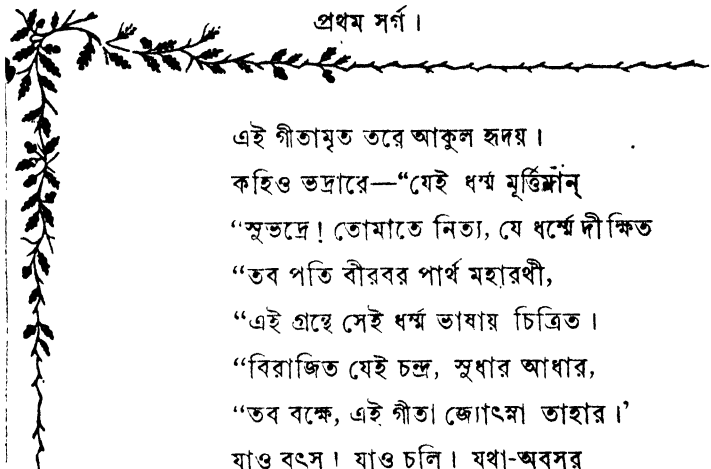 প্রথম সর্গ।
এই গীতামৃত তরে আকুল হৃদয়।
কহিও ভদ্রারে—“যেই ধর্ম্ম মূর্ত্তিমান্
“সুভদ্রে! তোমাতে নিত্য, যে ধর্ম্মে দীক্ষিত
“তব পতি বীরবর পার্থ মহারথী,
“এই গ্রন্থে সেই ধর্ম্ম ভাষায় চিত্রিত।
“বিরাজিত যেই চন্দ্র, সুধার আধার,
“তব বক্ষে, এই গীতা জ্যোৎস্না তাহার।’
যাও বৎস। যাও চলি। যথা-অবসর